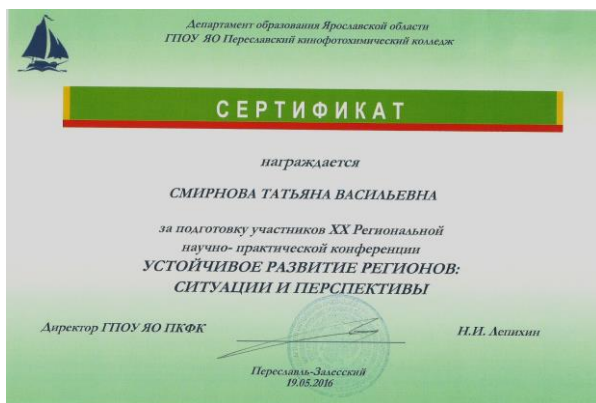 Департамент образования Ярославской области
ГПОУ ЯО Переславский кинофотохимический колледж
СЕРТИФИКАТ
награждается
СМИРНОВА ТАТЬЯНА ВАСИЛЬЕВНА
за подготовку участников XX Региональной
научно- практической конференции
УСТОЙЧИВОЕ РАЗВИТИЕ РЕГИОНОВ:
СИТУАЦИИ И ПЕРСПЕКТИВЫ
Директор ГПОУ ЯО ПКФК Н.И. Лепихин
Переславль-Залесский
19.05.2016